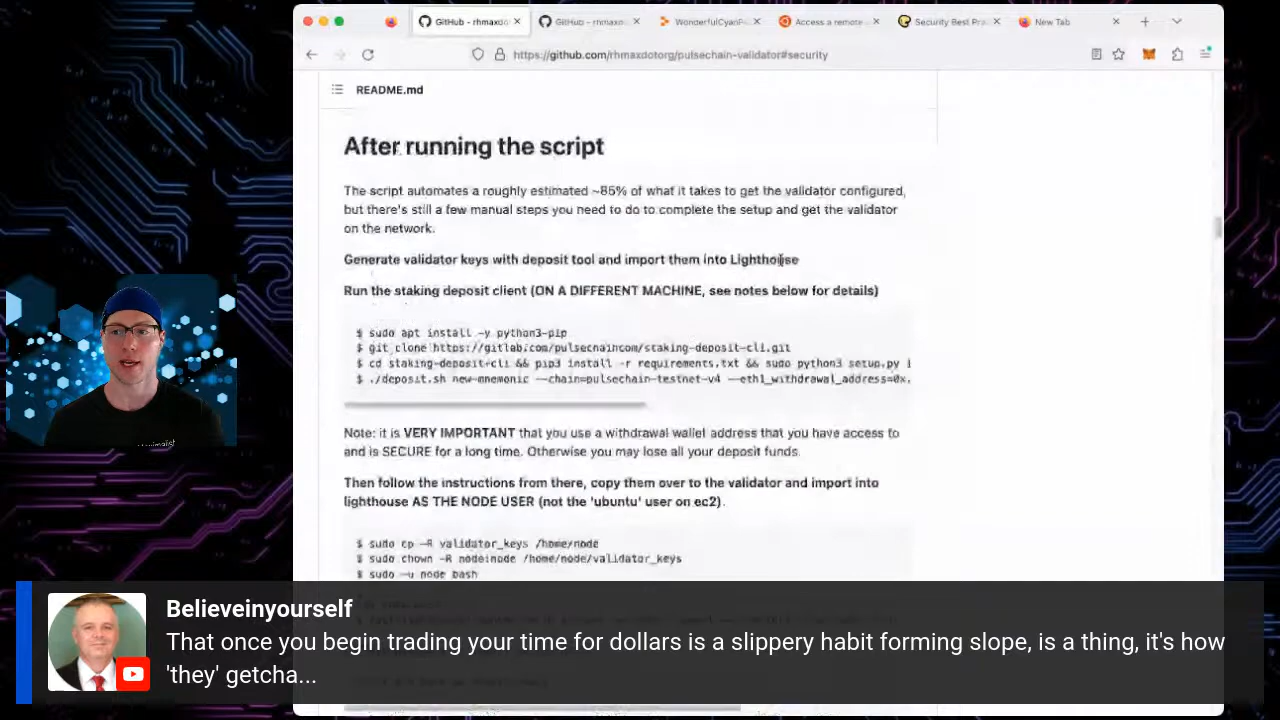 GitHub - rhmaxdo
GitHub - rhmaxdo
WonderfulCyanF
Access a remote
Security Best Pra
New Tab
https://github.com/rhmaxdotorg/pulsechain-validator#security
README.md
After running the script
The script automates a roughly estimated ~85% of what it takes to get the validator configured,
but there's still a few manual steps you need to do to complete the setup and get the validator
on the network.
Generate validator keys with deposit tool and import them into Lighthouse
Run the staking deposit client (ON A DIFFERENT MACHINE, see notes below for details)
$ sudo apt install -y python3-pip
$ git clone https://gitlab.com/pulsechaincom/staking-deposit-cli.git
$ cd staking-deposit-cli && pip3 install -r requirements.txt && sudo python3 setup.py i
$ ./deposit.sh new-mnemonic --chain=pulsechain-testnet-v4 --eth1_withdrawal_address=0x.
Note: it is VERY IMPORTANT that you use a withdrawal wallet address that you have access to
and is SECURE for a long time. Otherwise you may lose all your deposit funds.
Then follow the instructions from there, copy them over to the validator and import into
lighthouse AS THE NODE USER (not the 'ubuntu' user on ec2).
$ sudo cp -R validator_keys /home/node
$ sudo chown -R node:node /home/node/validator_keys
$ sudo -u node bash
Believeinyourself
That once you begin trading your time for dollars is a slippery habit forming slope, is a thing, it's how
'they' getcha...